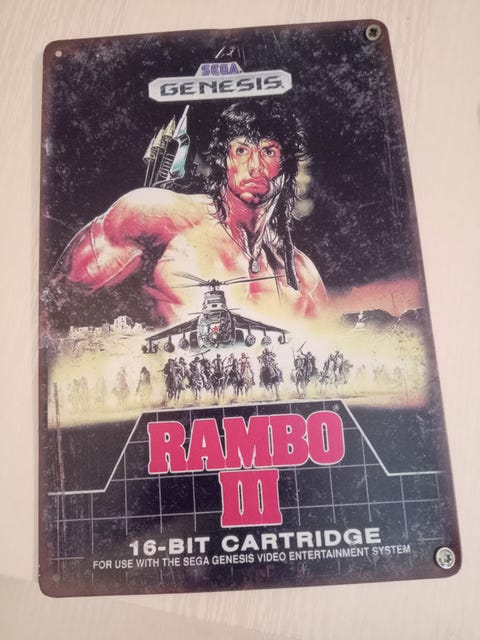 SEGA
GENESIS
RAMBO
III
16-BIT CARTRIDGE
FOR USE WITH THE SEGA GENESIS VIDEO ENTERTAINMENT SYSTEM